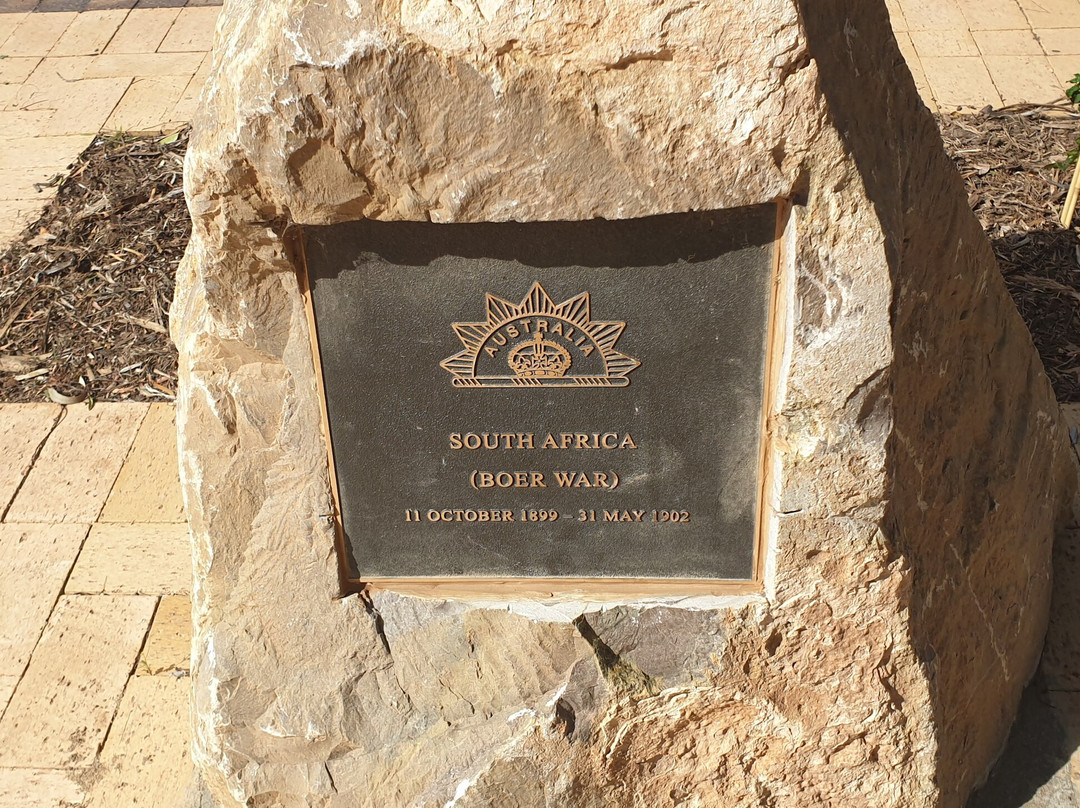 AUSTRALIA
SOUTH AFRICA
(BOER WAR)
11 OCTOBER 1899 – 31 MAY 1902